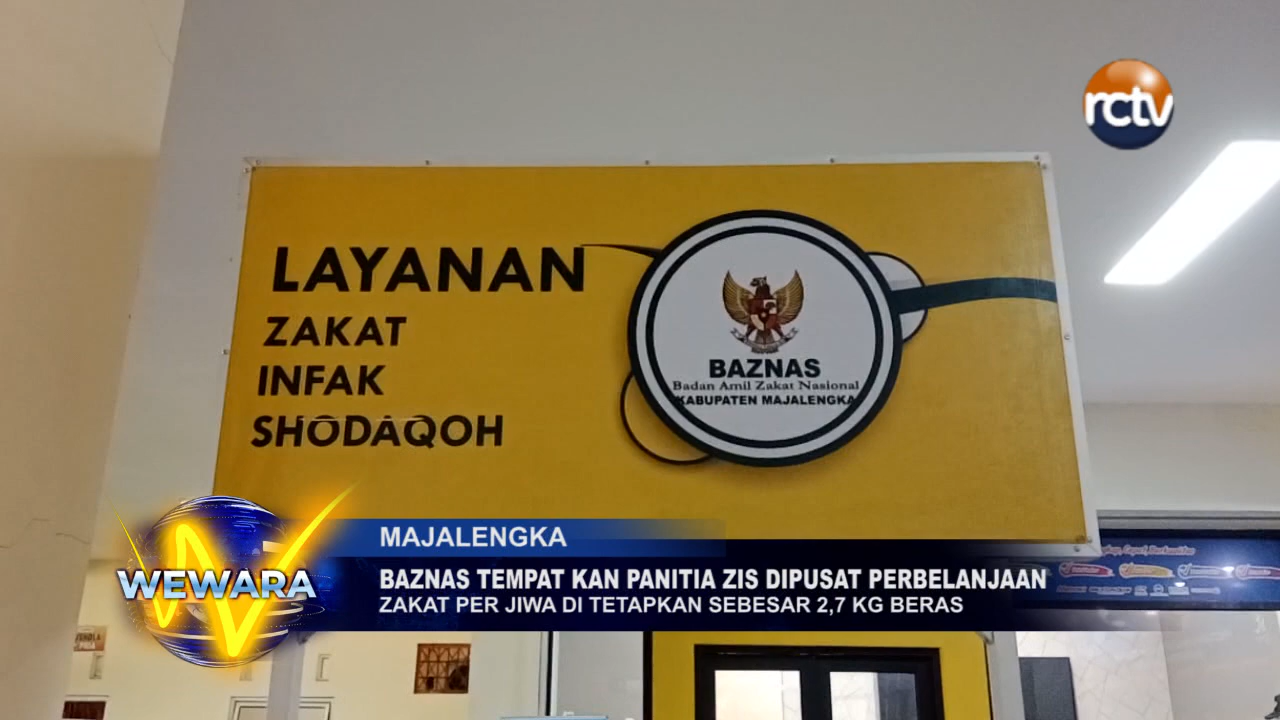 rctv
LAYANAN
ZAKAT
INFAK
SHODAQOH
BAZNAS
Badan Amil Zakat Nasional
KABUPATEN MAJALENGKA
MAJALENGKA
WEWARA
BAZNAS TEMPAT KAN PANITIA ZIS DIPUSAT PERBELANJAAN
ZAKAT PER JIWA DI TETAPKAN SEBESAR 2,7 KG BERAS